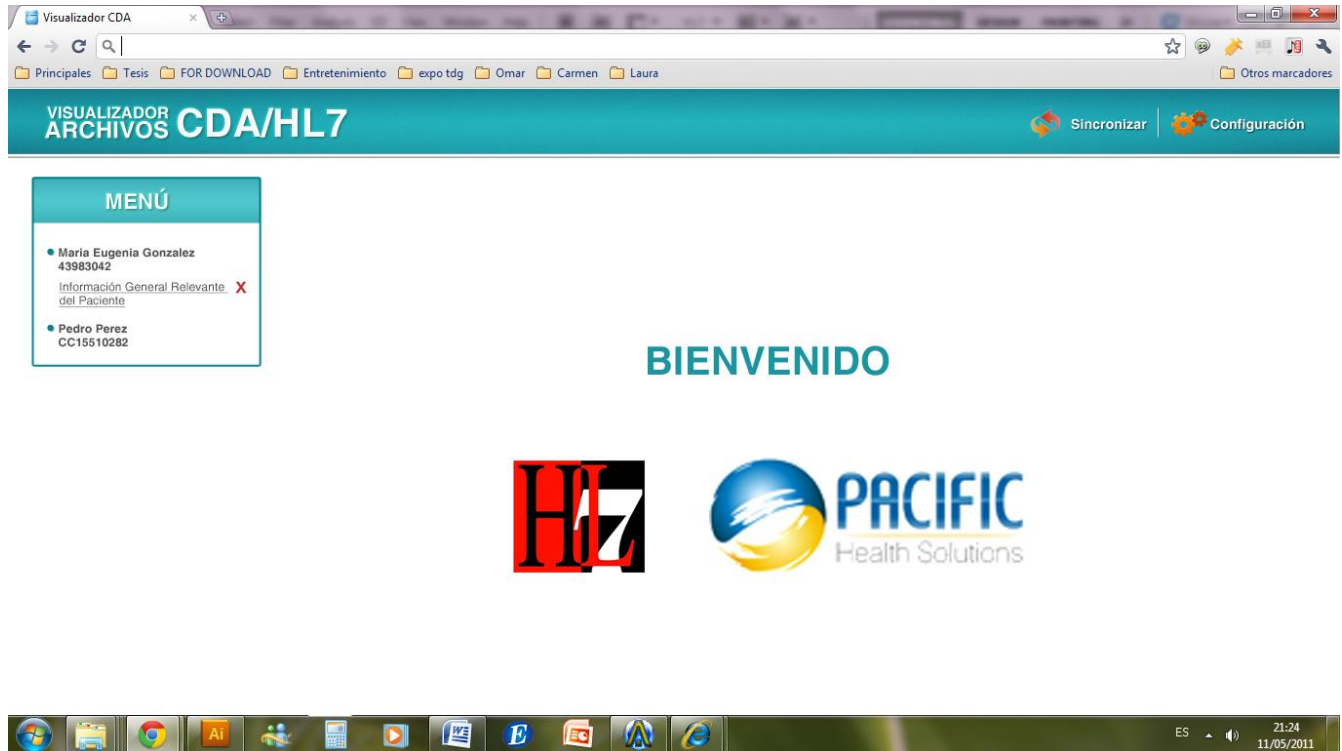 Visualizador CDA
Principales Tesis FOR DOWNLOAD Entretenimiento expo tdg Omar Carmen Laura Otros marcadores
VISUALIZADOR
ARCHIVOS CDA/HL7
Sincronizar Configuración
MENÚ
Maria Eugenia Gonzalez
43983042
Información General Relevante X
del Paciente
Pedro Perez
CC15510282
BIENVENIDO
HL7
PACIFIC
Health Solutions
ES 21:24
11/05/2011